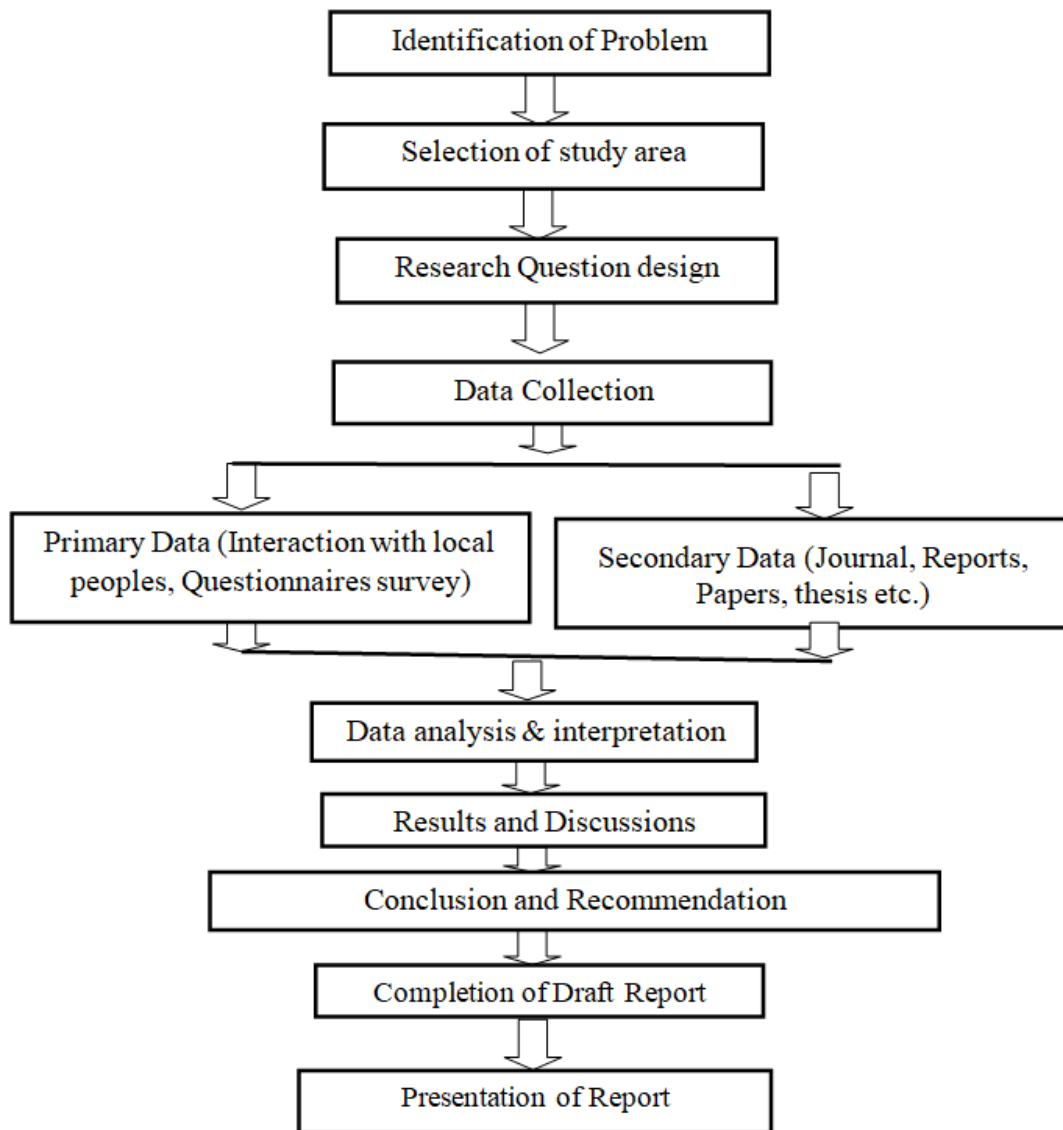 Identification of Problem
Selection of study area
Research Question design
Data Collection
Primary Data (Interaction with local
peoples, Questionnaires survey)
Secondary Data (Journal, Reports,
Papers, thesis etc.)
Data analysis & interpretation
Results and Discussions
Conclusion and Recommendation
Completion of Draft Report
Presentation of Report